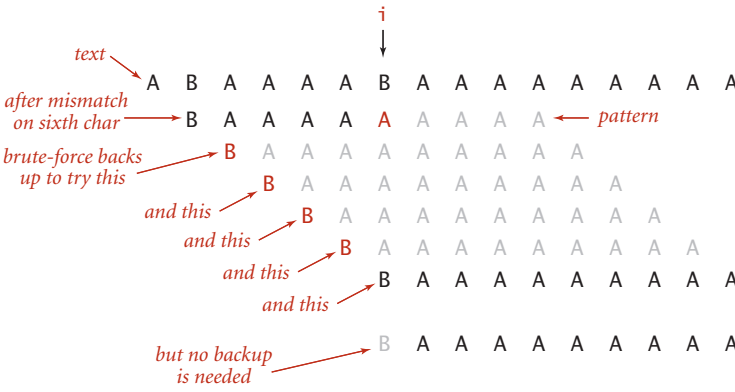 i
text
A B A A A A B A A A A A A A A A
after mismatch
on sixth char
B A A A A A A A A A
pattern
brute-force backs
up to try this
B A A A A A A A A A
and this
B A A A A A A A A A
and this
B A A A A A A A A A
and this
B A A A A A A A A A
and this
B A A A A A A A A A
but no backup
is needed
B A A A A A A A A A